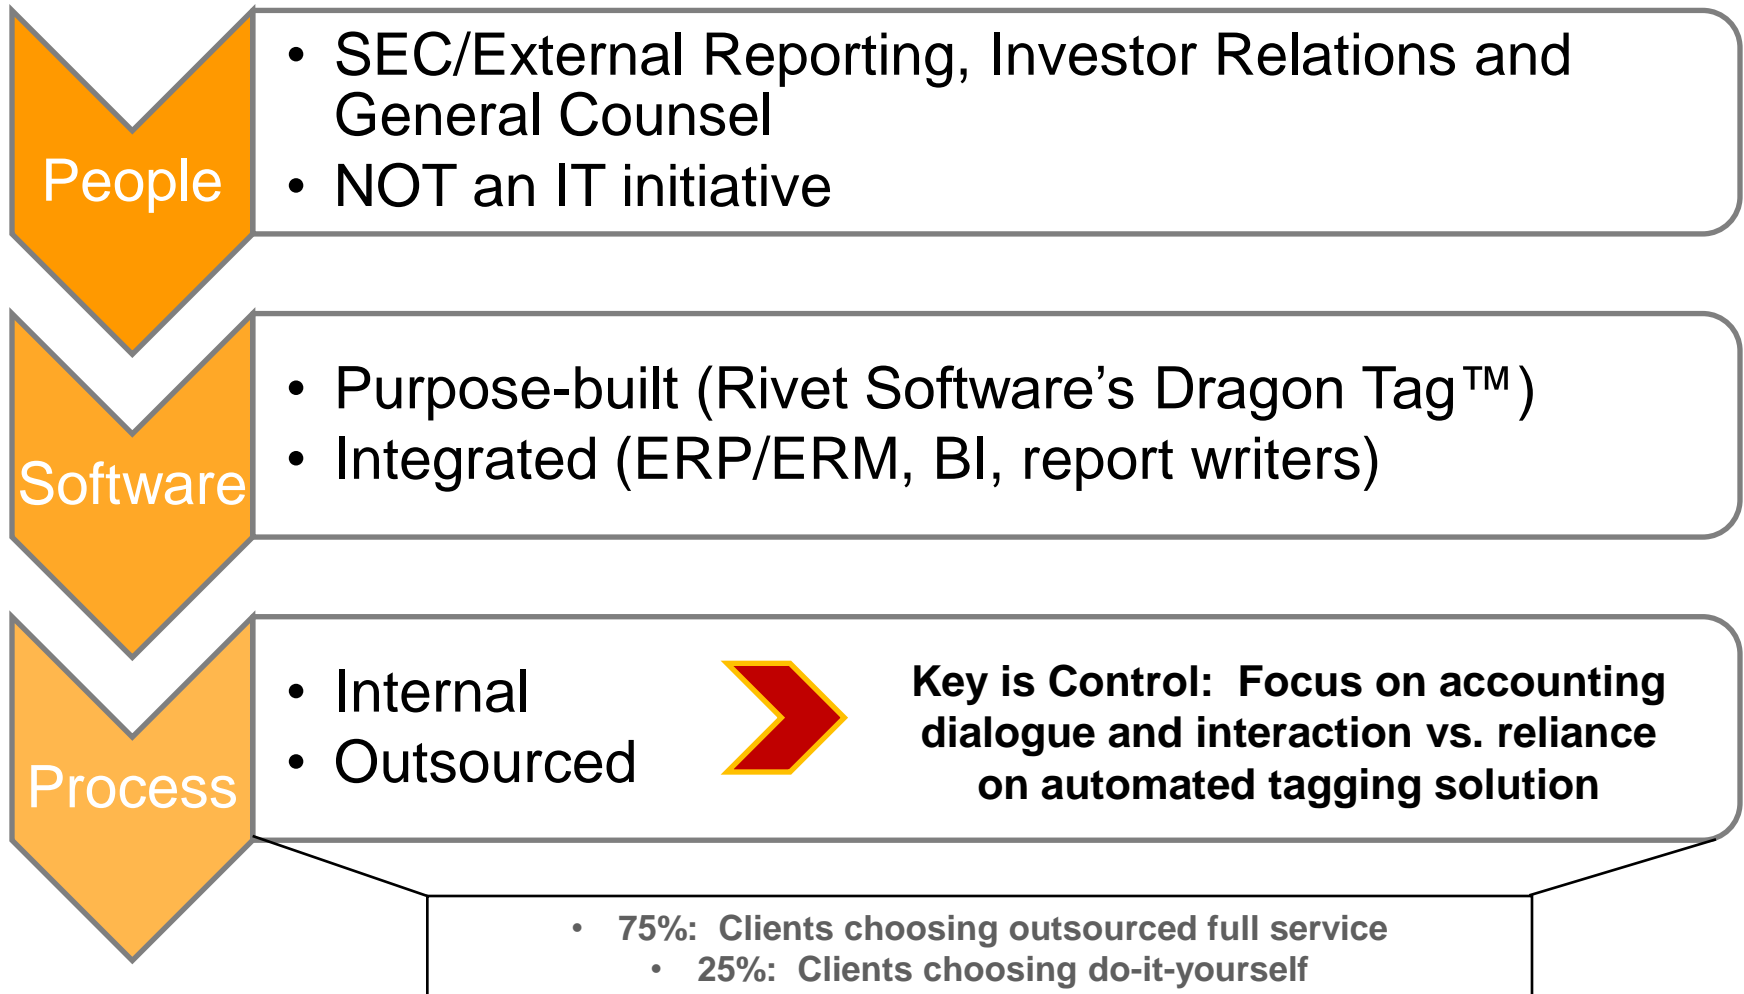 People
• SEC/External Reporting, Investor Relations and
General Counsel
• NOT an IT initiative
Software
• Purpose-built (Rivet Software’s Dragon Tag™)
• Integrated (ERP/ERM, BI, report writers)
Process
• Internal
• Outsourced
Key is Control:  Focus on accounting
dialogue and interaction vs. reliance
on automated tagging solution
• 75%:  Clients choosing outsourced full service
• 25%:  Clients choosing do-it-yourself